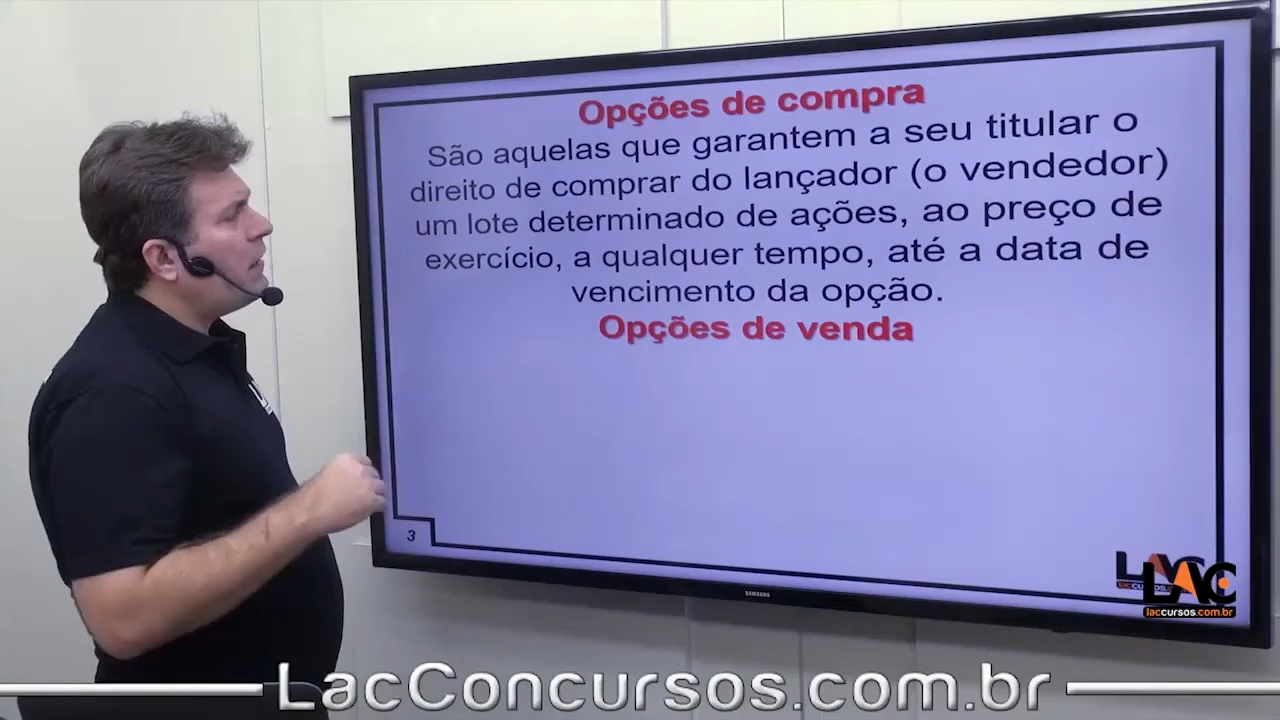 Opções de compra
São aquelas que garantem a seu titular o
direito de comprar do lançador (o vendedor)
um lote determinado de ações, ao preço de
exercício, a qualquer tempo, até a data de
vencimento da opção.
Opções de venda
3
SAMSUNG
LAC
laccursos.com.br
LacConcursos.com.br